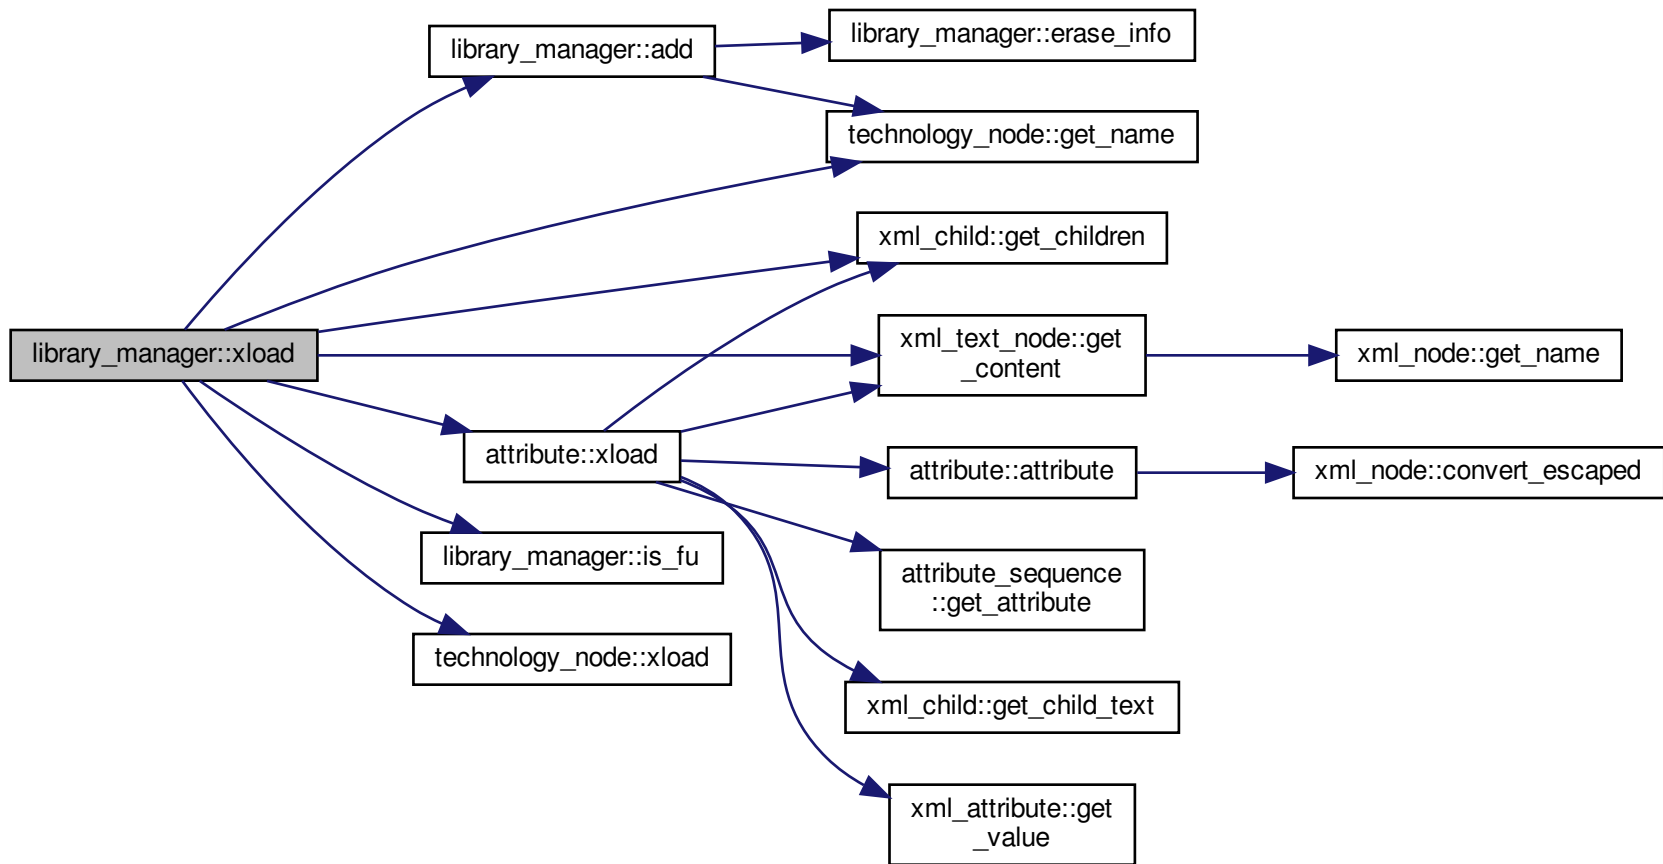 library_manager::add
library_manager::erase_info
technology_node::get_name
xml_child::get_children
library_manager::xload
xml_text_node::get
_content
xml_node::get_name
attribute::xload
attribute::attribute
xml_node::convert_escaped
library_manager::is_fu
attribute_sequence
::get_attribute
technology_node::xload
xml_child::get_child_text
xml_attribute::get
_value